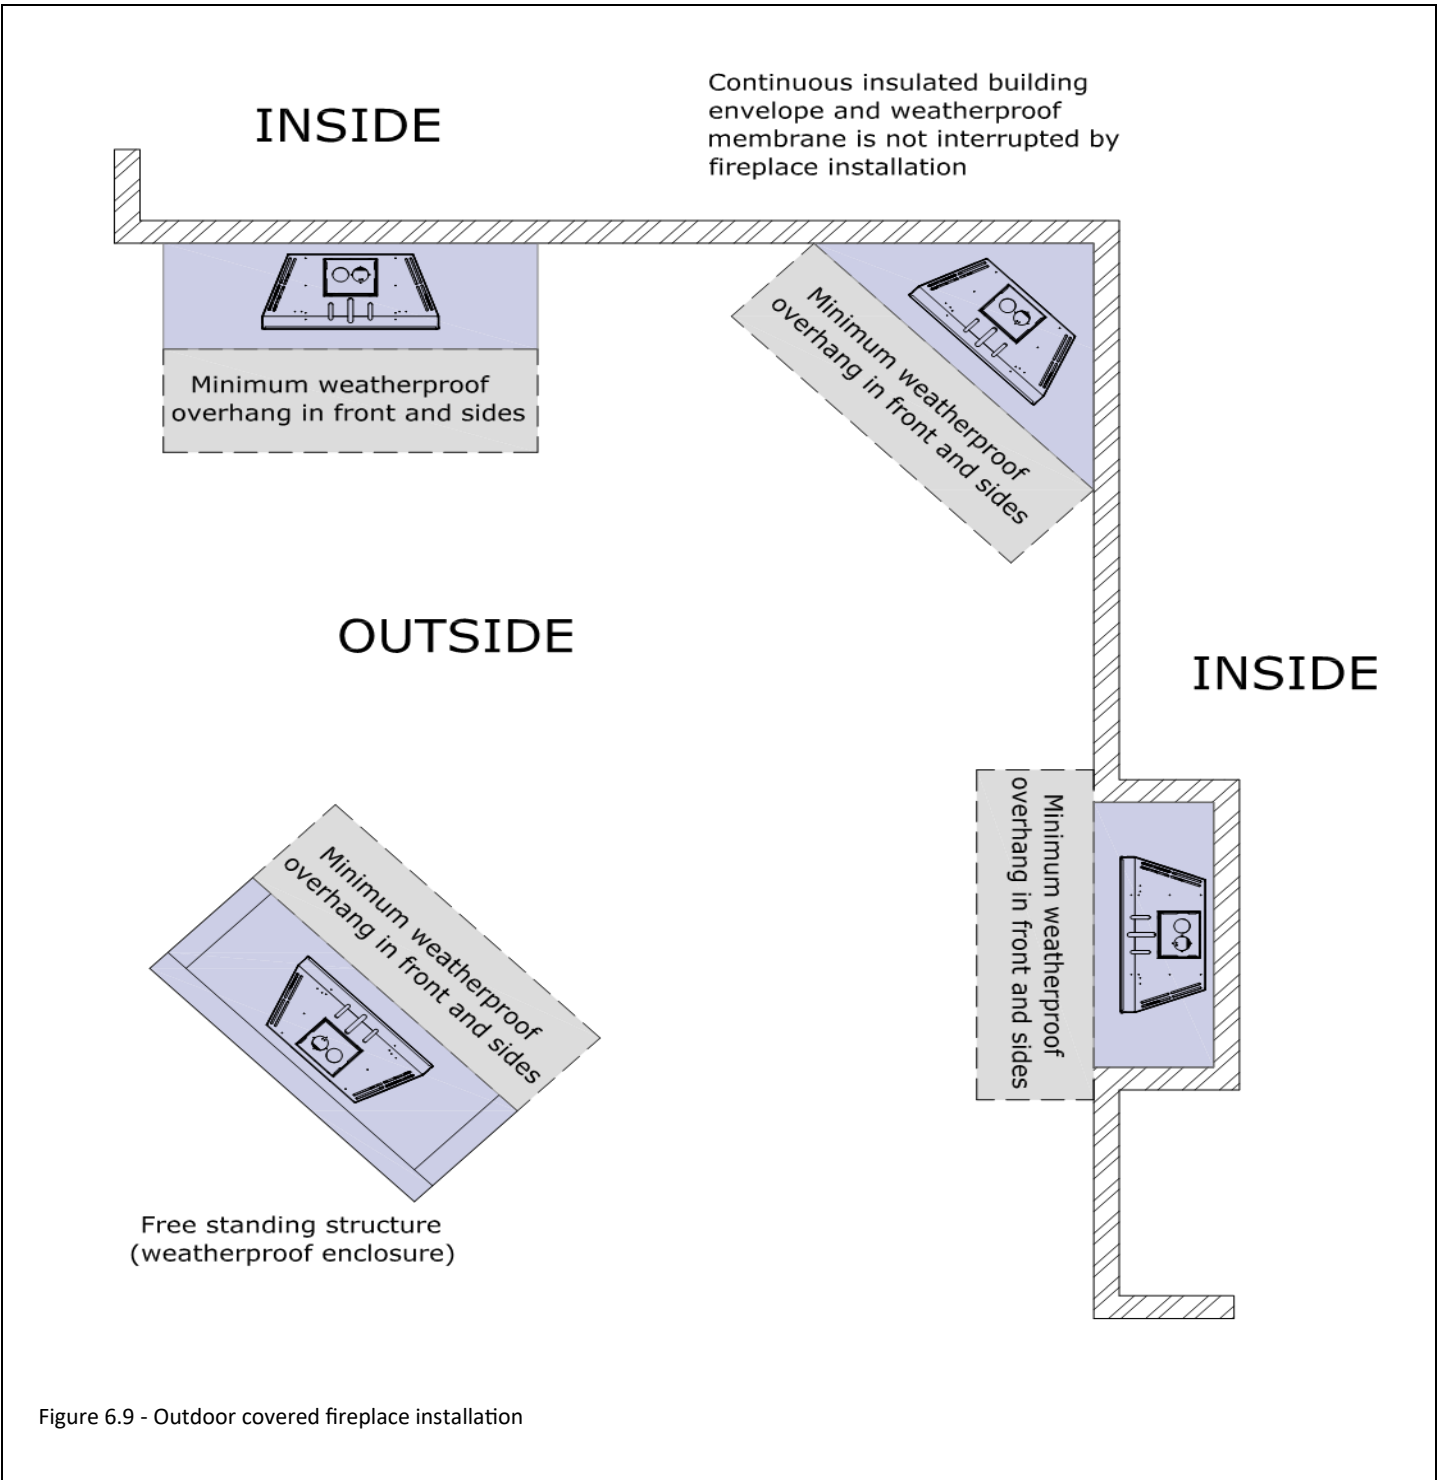 INSIDE
Continuous insulated building
envelope and weatherproof
membrane is not interrupted by
fireplace installation
Minimum weatherproof
overhang in front and sides
Minimum weatherproof
overhang in front and sides
OUTSIDE
INSIDE
Minimum weatherproof
overhang in front and sides
Minimum weatherproof
overhang in front and sides
Free standing structure
(weatherproof enclosure)
Figure 6.9 - Outdoor covered fireplace installation